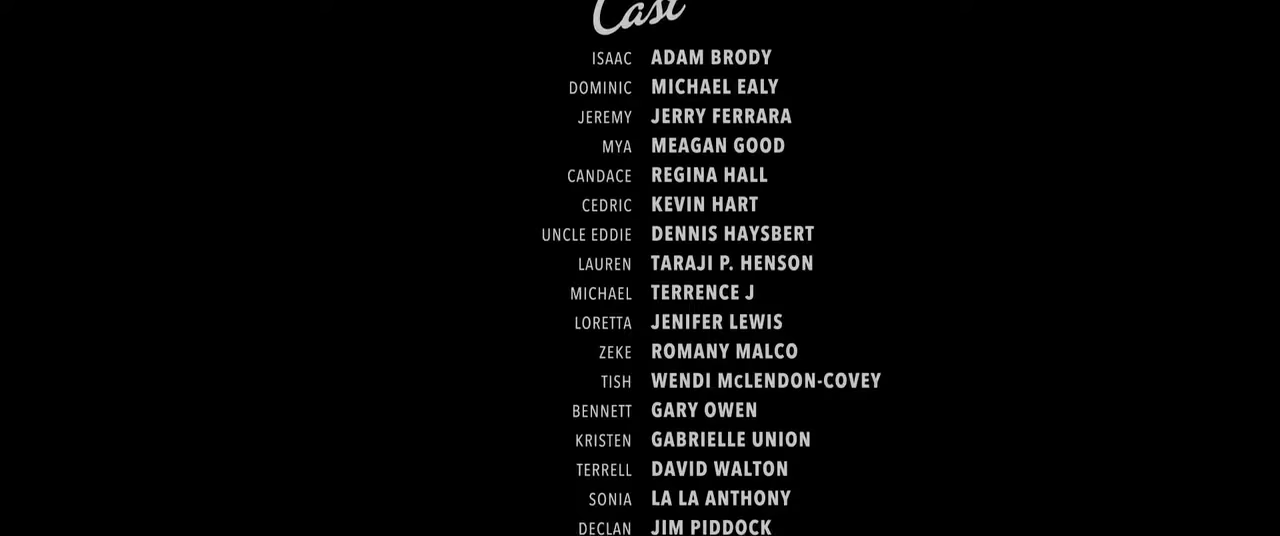 Cast
ISAAC ADAM BRODY
DOMINIC MICHAEL EALY
JEREMY JERRY FERRARA
MYA MEAGAN GOOD
CANDACE REGINA HALL
CEDRIC KEVIN HART
UNCLE EDDIE DENNIS HAYSBERT
LAUREN TARAJI P. HENSON
MICHAEL TERRENCE J
LORETTA JENIFER LEWIS
ZEKE ROMANY MALCO
TISH WENDI McLENDON-COVEY
BENNETT GARY OWEN
KRISTEN GABRIELLE UNION
TERRELL DAVID WALTON
SONIA LA LA ANTHONY
DECLAN JIM PIDDOCK